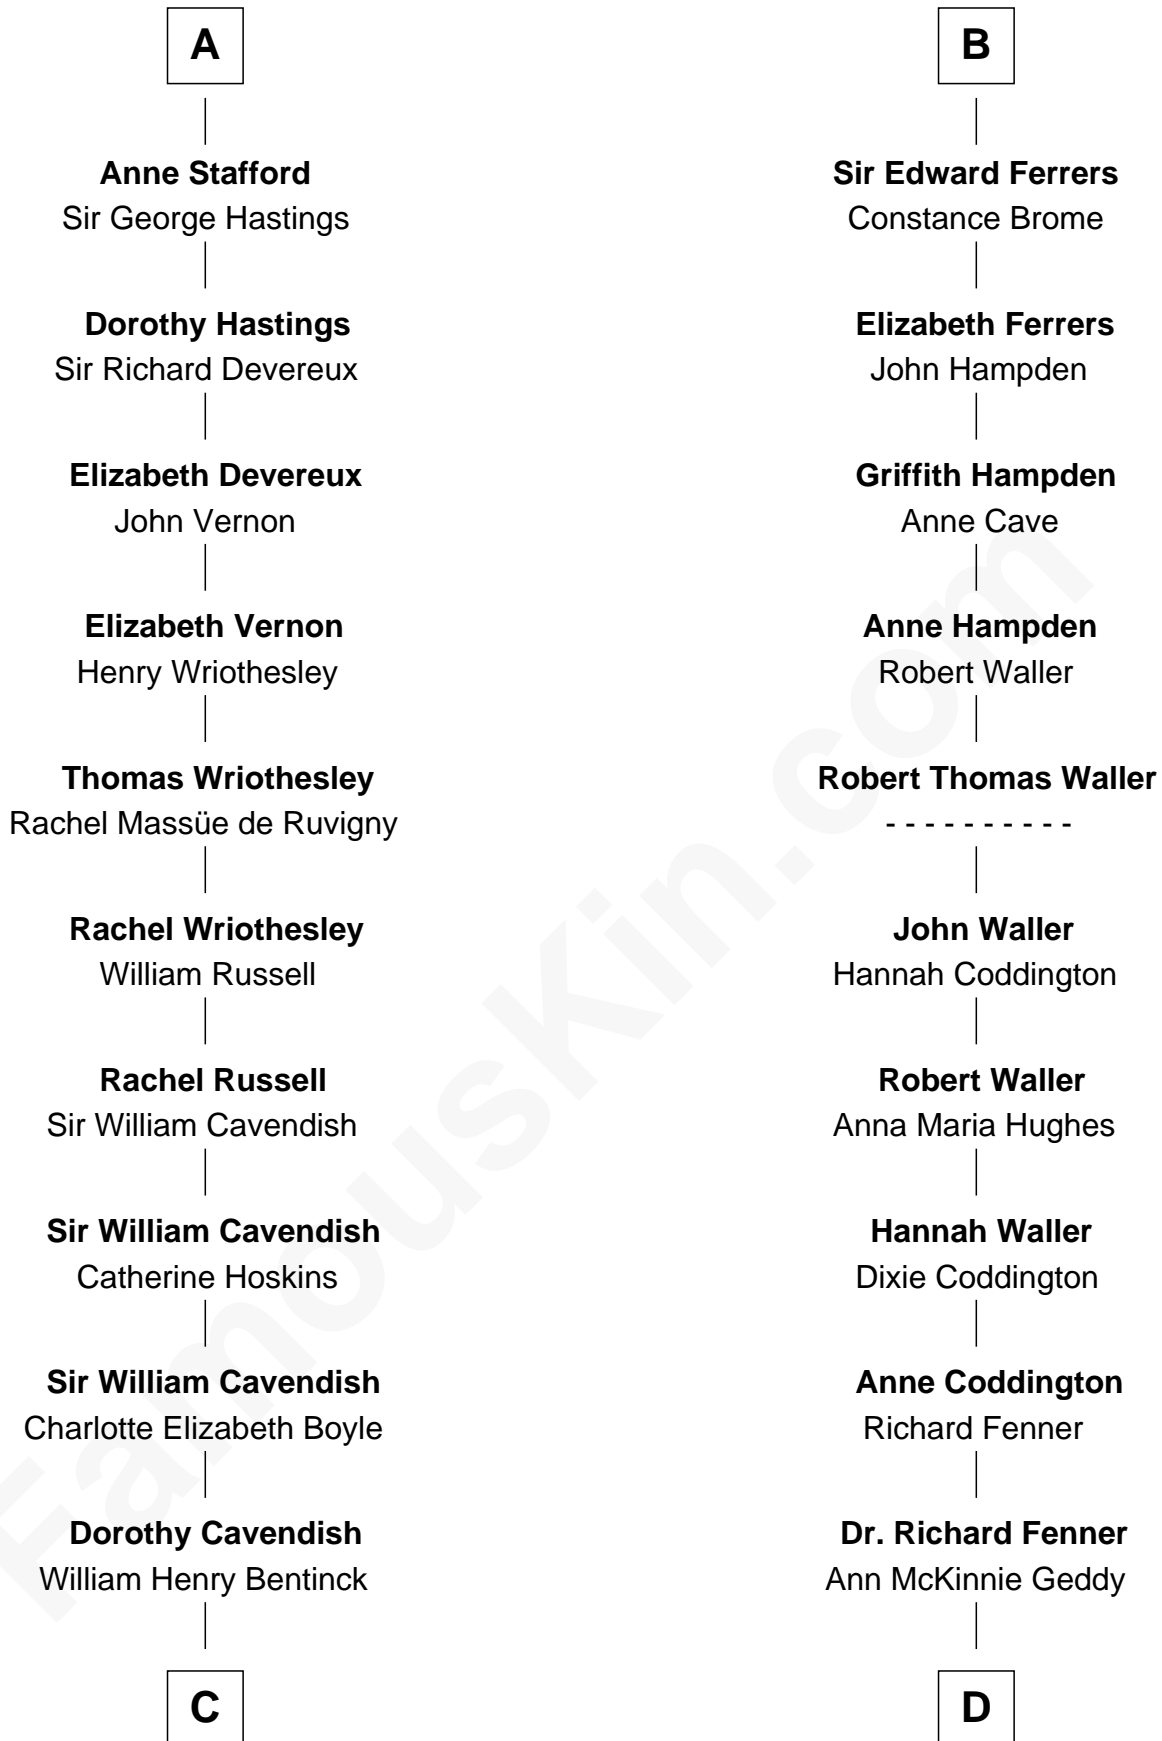 A
Anne Stafford
Sir George Hastings
Dorothy Hastings
Sir Richard Devereux
Elizabeth Devereux
John Vernon
Elizabeth Vernon
Henry Wriothesley
Thomas Wriothesley
Rachel Massüe de Ruvigny
Rachel Wriothesley
William Russell
Rachel Russell
Sir William Cavendish
Sir William Cavendish
Catherine Hoskins
Sir William Cavendish
Charlotte Elizabeth Boyle
Dorothy Cavendish
William Henry Bentinck
C
B
Sir Edward Ferrers
Constance Brome
Elizabeth Ferrers
John Hampden
Griffith Hampden
Anne Cave
Anne Hampden
Robert Waller
Robert Thomas Waller
- - - - - - - - - -
John Waller
Hannah Coddington
Robert Waller
Anna Maria Hughes
Hannah Waller
Dixie Coddington
Anne Coddington
Richard Fenner
Dr. Richard Fenner
Ann McKinnie Geddy
D
FamousKin.com